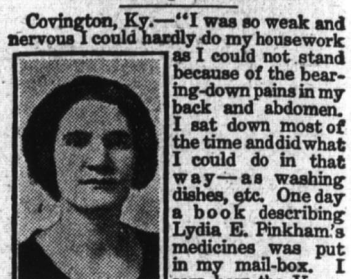 Covington, Ky.—"I was so weak and
nervous I could hardly do my housework
as I could not stand
because of the bear-
ing-down pains in my
back and abdomen.
I sat down most of
the time and did what
I could do in that
way—as washing
dishes, etc. One day
a book describing
Lydia E. Pinkham's
medicines was put
in my mail-box. I